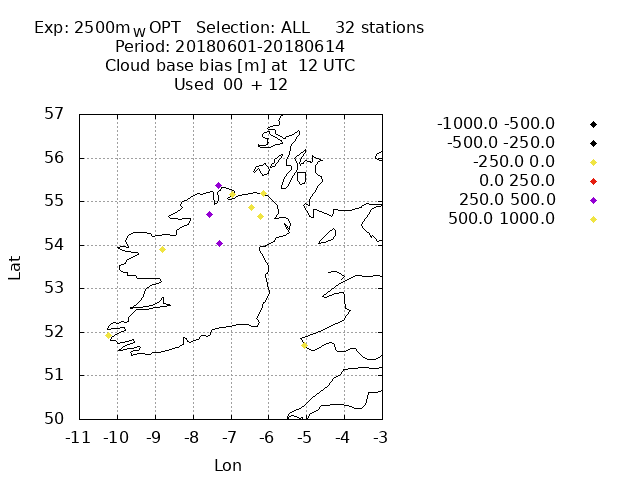 Exp: 2500m W OPT Selection: ALL 32 stations
Period: 20180601-20180614
Cloud base bias [m] at 12 UTC
Used 00 + 12
-1000.0 -500.0
-500.0 -250.0
-250.0 0.0
0.0 250.0
250.0 500.0
500.0 1000.0
57
56
55
54
53
52
51
50
Lat
-11 -10 -9 -8 -7 -6 -5 -4 -3
Lon